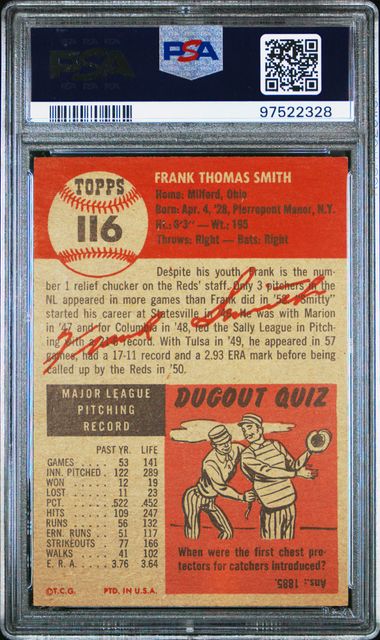 PSA
PSA
97522328
TOPPS
116
FRANK THOMAS SMITH
Home: Milford, Ohio
Born: Apr. 4, '28, Pierrepont Manor, N.Y.
Ht.: 6'3"— Wt.: 195
Throws: Right — Bats: Right
Despite his youth, Frank is the num-
ber 1 relief chucker on the Reds' staff. Only 3 pitchers in the
NL appeared in more games than Frank did in '52. "Smitty"
started his career at Statesville in '46. He was with Marion
in '47 and for Columbia in '48, led the Sally League in Pitch-
ing with a record. With Tulsa in '49, he appeared in 57
games, had a 17-11 record and a 2.93 ERA mark before being
called up by the Reds in '50.
Frank Smith
MAJOR LEAGUE
PITCHING
RECORD
PAST YR. LIFE
GAMES . . . 53 141
INN. PITCHED 122 289
WON . . . 12 19
LOST . . . 11 23
PCT. . . . .522 .452
HITS . . . 109 247
RUNS . . . 56 132
ERN. RUNS . 51 117
STRIKEOUTS 77 166
WALKS . . 41 102
E. R. A. . . 3.76 3.64
©T.C.G. PTD. IN U.S.A.
DUGOUT QUIZ
When were the first chest pro-
tectors for catchers introduced?
Ans.: 1885.